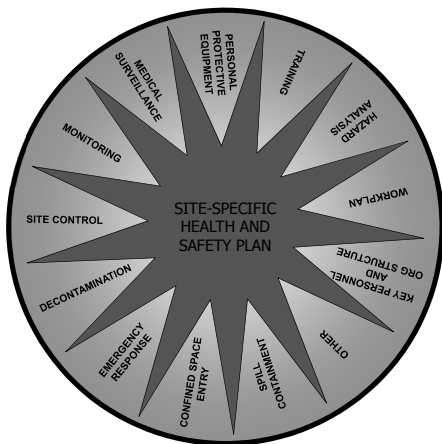 SITE-SPECIFIC
HEALTH AND
SAFETY PLAN
PERSONAL
PROTECTIVE
EQUIPMENT
TRAINING
HAZARD
ANALYSIS
WORKPLAN
KEY PERSONNEL
AND
ORG STRUCTURE
OTHER
SPILL
CONTAINMENT
CONFINED SPACE
ENTRY
EMERGENCY
RESPONSE
DECONTAMINATION
SITE CONTROL
MONITORING
MEDICAL
SURVEILLANCE